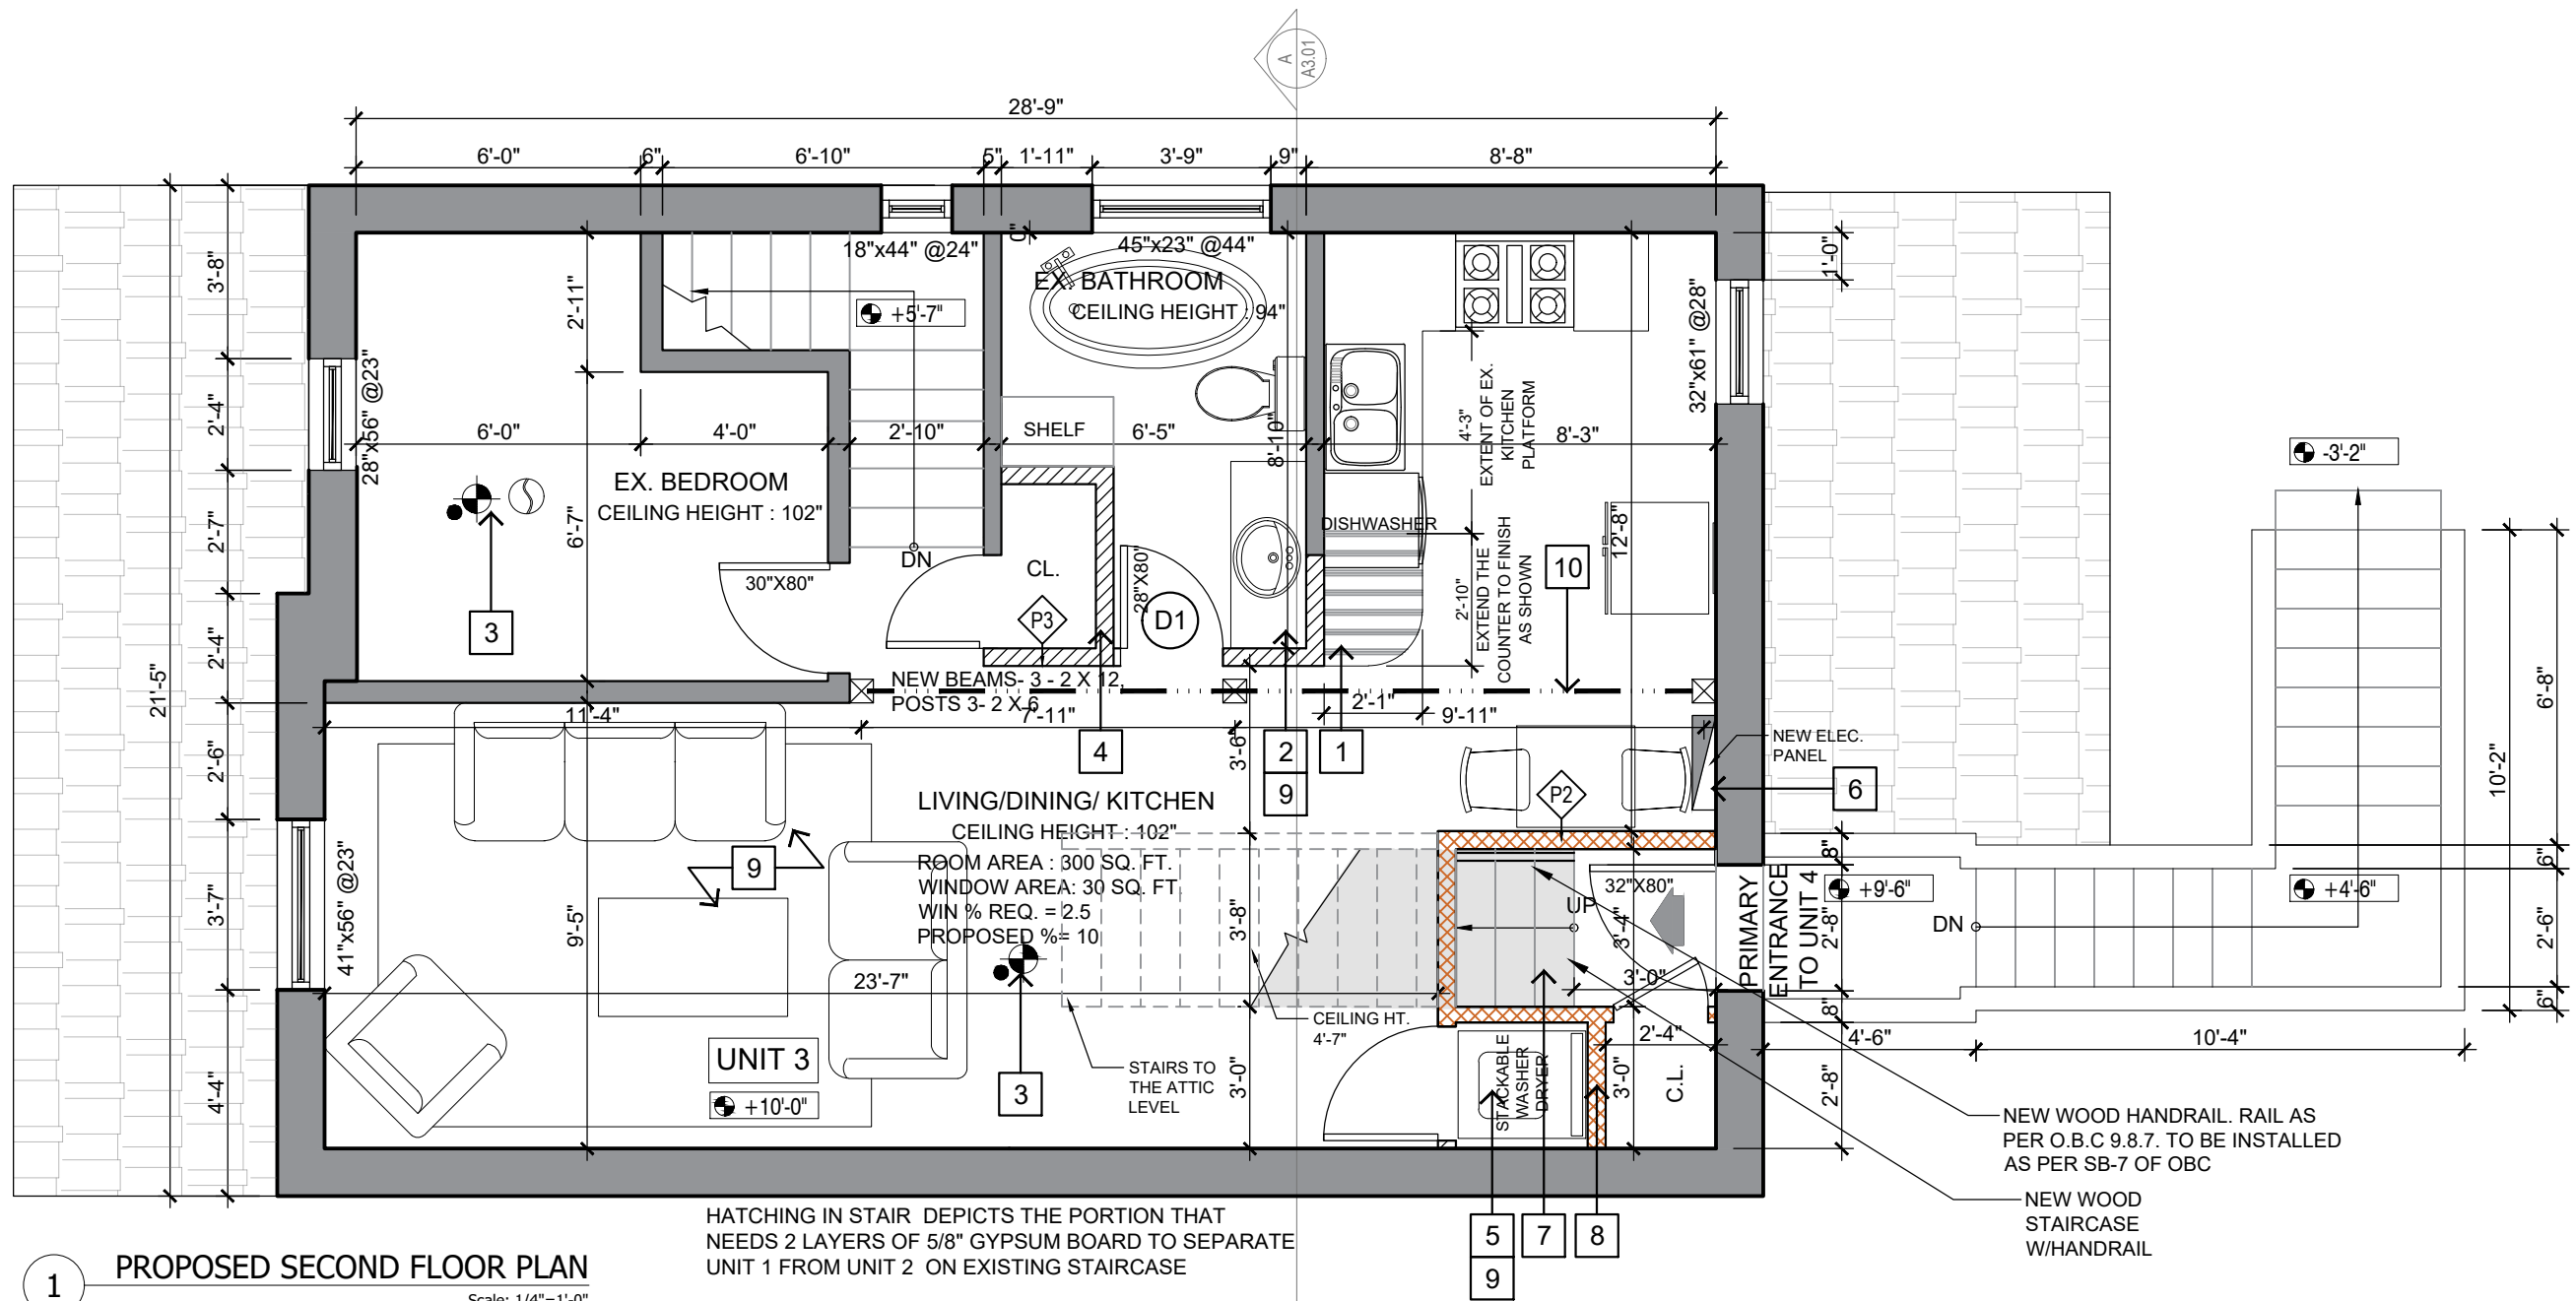 A
A3.01
28'-9"
6'-0"
6"
6'-10"
5"
1'-11"
3'-9"
9"
8'-8"
3'-8"
2'-4"
2'-7"
2'-4"
21'-5"
2'-6"
3'-7"
4'-4"
2'-11"
18"x44" @24"
+5'-7"
0"
45"x23" @44"
EX. BATHROOM
CEILING HEIGHT : 94"
32"x61" @28"
1'-0"
28"x56" @23"
6'-0"
4'-0"
2'-10"
SHELF
6'-5"
8'-10"
8'-3"
4'-3"
EXTENT OF EX.
KITCHEN
PLATFORM
EX. BEDROOM
CEILING HEIGHT : 102"
6'-7"
3
DN
30"X80"
CL.
P3
28"X80"
D1
DISHWASHER
2'-10"
EXTEND THE
COUNTER TO FINISH
AS SHOWN
12'-8"
10
-3'-2"
NEW BEAMS- 3 - 2 X 12,
POSTS 3- 2 X 6
11'-4"
7'-11"
2'-1"
9'-11"
3'-6"
4
2
9
1
NEW ELEC.
PANEL
6
P2
6'-8"
10'-2"
6"
2'-6"
6"
LIVING/DINING/ KITCHEN
CEILING HEIGHT : 102"
ROOM AREA : 300 SQ. FT.
WINDOW AREA: 30 SQ. FT
WIN % REQ. = 2.5
PROPOSED %= 10
9
41"x56" @23"
9'-5"
23'-7"
3'-8"
3'-0"
3
UNIT 3
+10'-0"
STAIRS TO
THE ATTIC
LEVEL
CEILING HT.
4'-7"
32"X80"
UP
3'-4"
3'-0"
PRIMARY
ENTRANCE
TO UNIT 4
8"
+9'-6"
2'-8"
8"
DN
+4'-6"
2'-4"
3'-0"
C.L.
STACKABLE
WASHER
DRYER
4'-6"
10'-4"
2'-8"
NEW WOOD HANDRAIL. RAIL AS
PER O.B.C 9.8.7. TO BE INSTALLED
AS PER SB-7 OF OBC
NEW WOOD
STAIRCASE
W/HANDRAIL
5
9
7
8
HATCHING IN STAIR DEPICTS THE PORTION THAT
NEEDS 2 LAYERS OF 5/8" GYPSUM BOARD TO SEPARATE
UNIT 1 FROM UNIT 2 ON EXISTING STAIRCASE
1
PROPOSED SECOND FLOOR PLAN
Scale: 1/4"=1'-0"